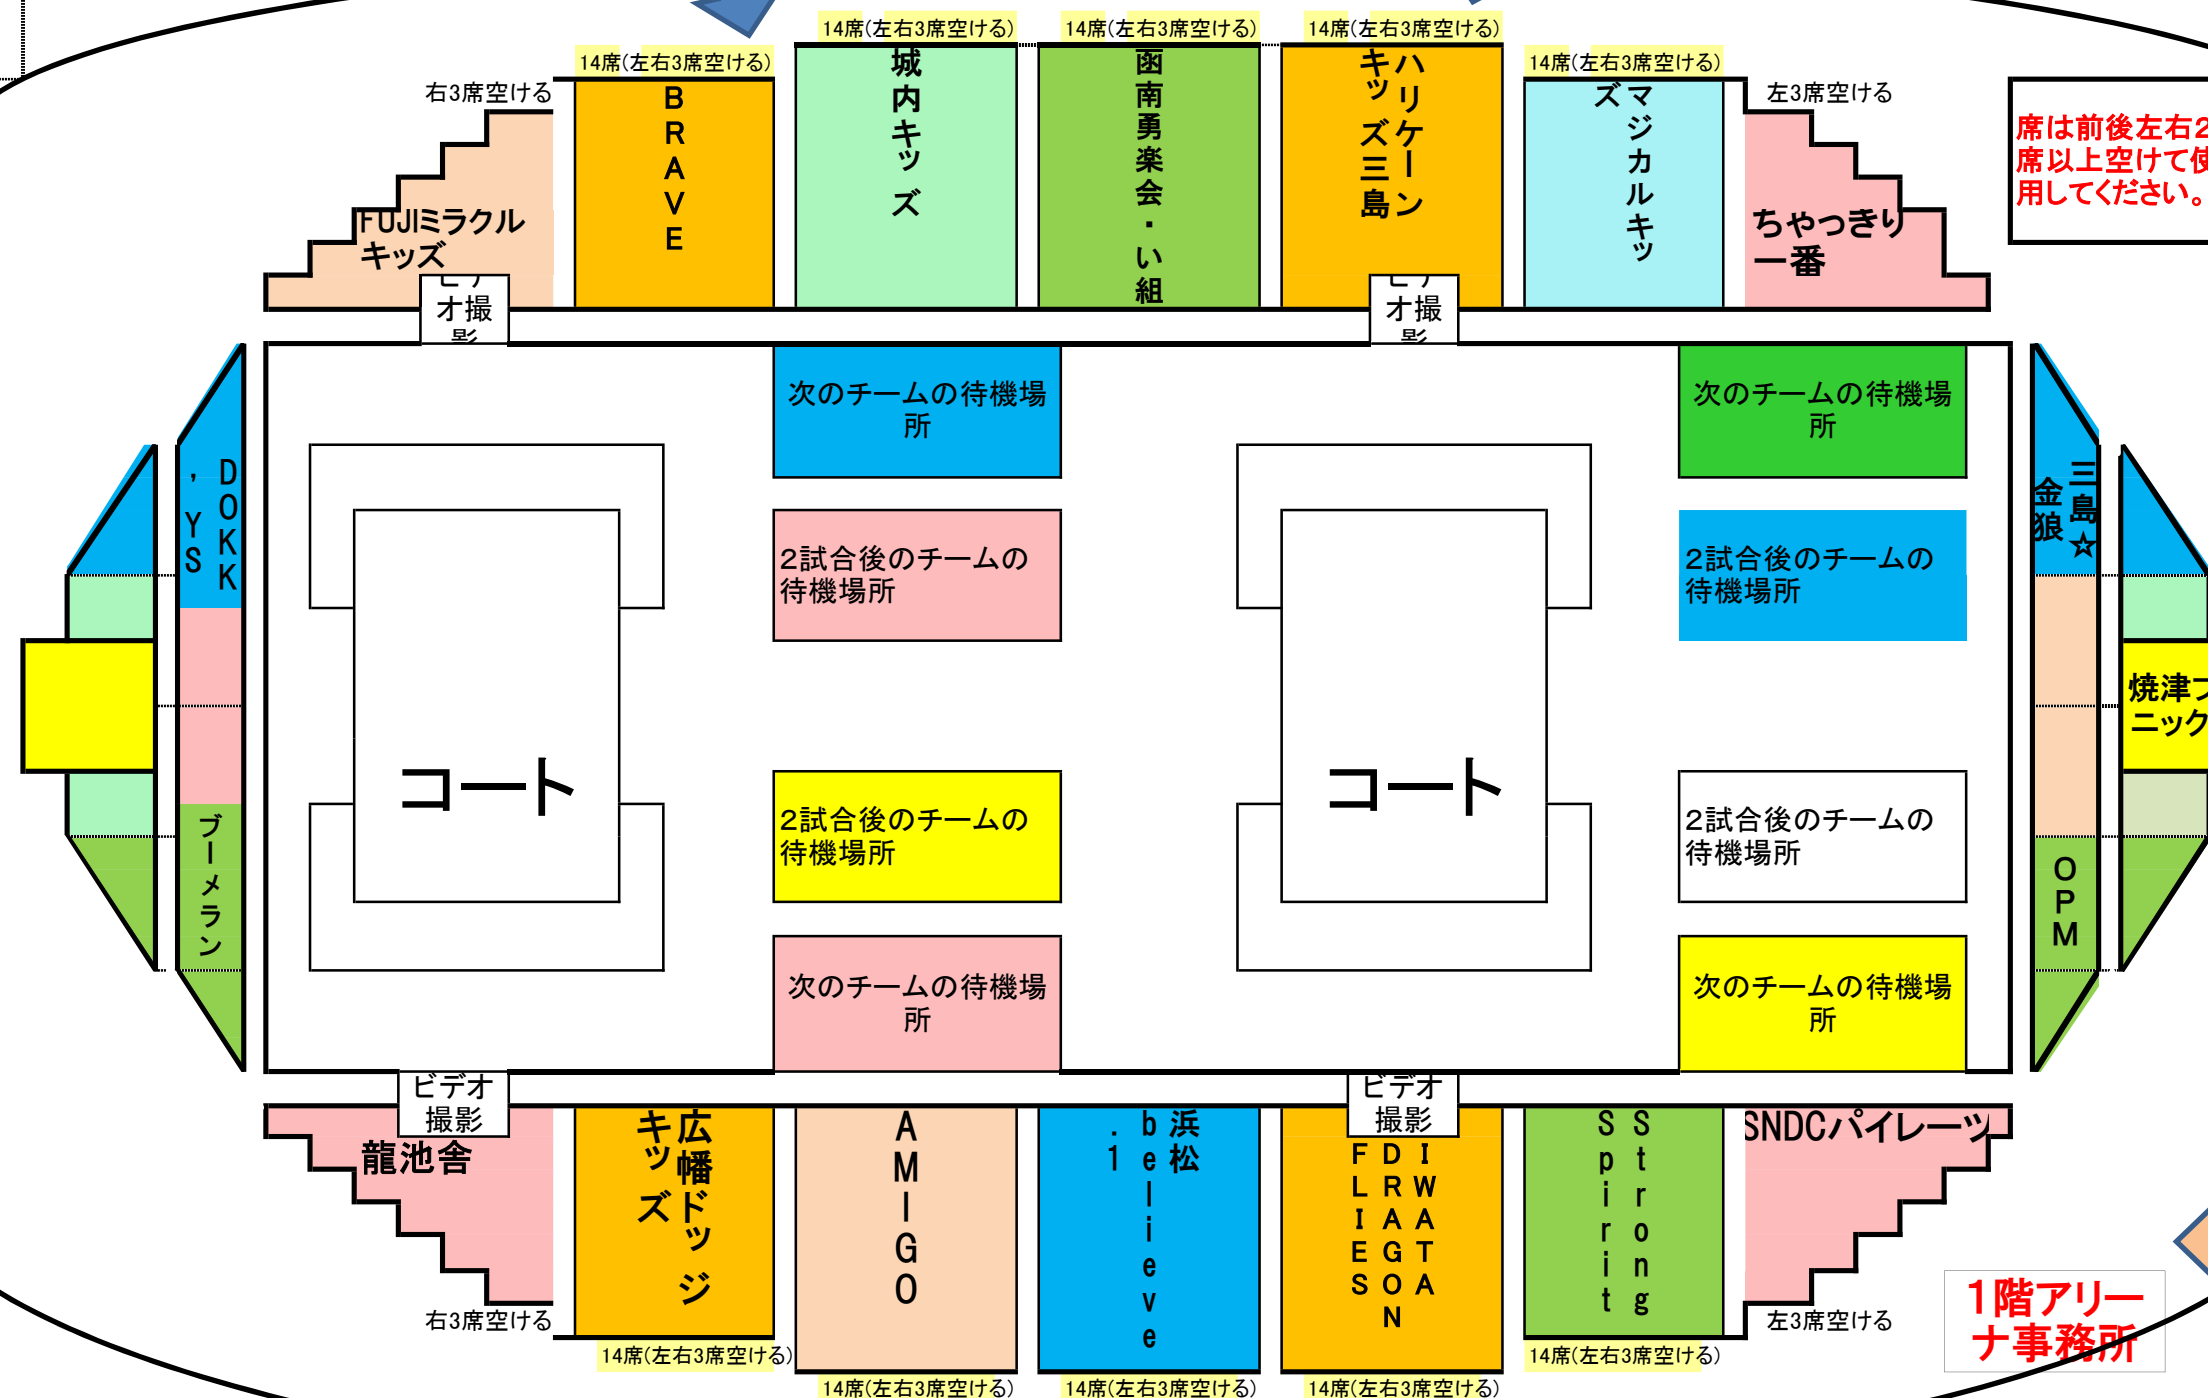 14席(左右3席空ける)
14席(左右3席空ける)
14席(左右3席空ける)
14席(左右3席空ける)
14席(左右3席空ける)
右3席空ける
左3席空ける
FUJIミラクル
キッズ
BRAVE
城内キッズ
函南勇楽会・い組
ハリケーン
キッズ三島
マジカルキッ
ズ
ちゃっきり
一番
席は前後左右2
席以上空けて使
用してください。
ビデ
オ撮
影
ビデ
オ撮
影
次のチームの待機場
所
次のチームの待機場
所
DOKK
'YS
三島☆
金狼
2試合後のチームの
待機場所
2試合後のチームの
待機場所
焼津フ
ニック
コート
コート
2試合後のチームの
待機場所
2試合後のチームの
待機場所
ブーメラン
OPM
次のチームの待機場
所
次のチームの待機場
所
ビデオ
撮影
ビデオ
撮影
龍池舎
広幡ドッジ
キッズ
AMIGO
浜松
believe
.1
IWATA
DRAGON
FLIES
Strong
Spirit
SNDCパイレーツ
右3席空ける
左3席空ける
14席(左右3席空ける)
14席(左右3席空ける)
14席(左右3席空ける)
14席(左右3席空ける)
14席(左右3席空ける)
1階アリー
ナ事務所